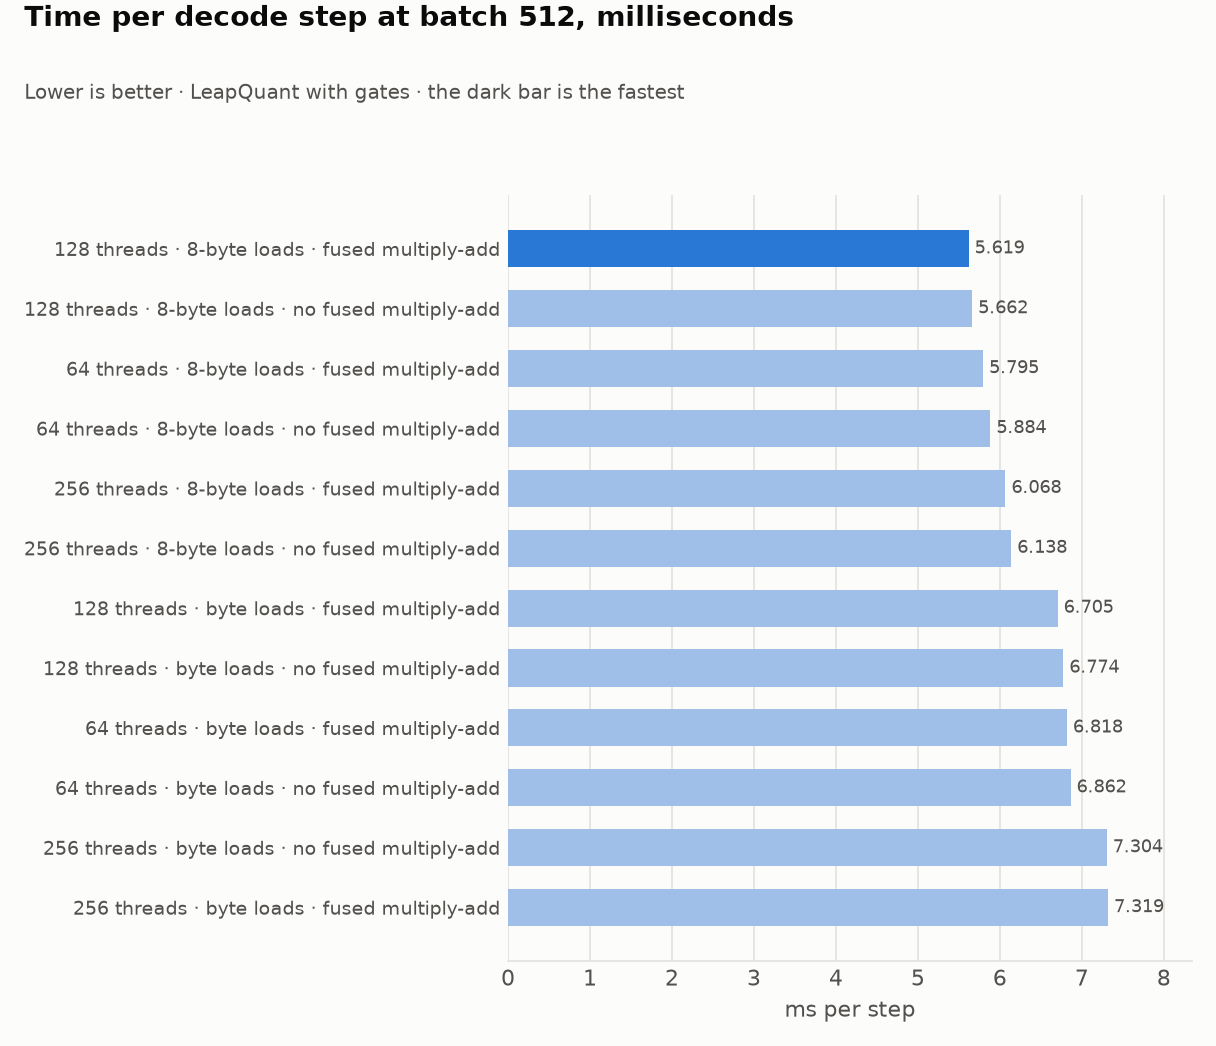 Time per decode step at batch 512, milliseconds
Lower is better · LeapQuant with gates · the dark bar is the fastest
128 threads · 8-byte loads · fused multiply-add 5.619
128 threads · 8-byte loads · no fused multiply-add 5.662
64 threads · 8-byte loads · fused multiply-add 5.795
64 threads · 8-byte loads · no fused multiply-add 5.884
256 threads · 8-byte loads · fused multiply-add 6.068
256 threads · 8-byte loads · no fused multiply-add 6.138
128 threads · byte loads · fused multiply-add 6.705
128 threads · byte loads · no fused multiply-add 6.774
64 threads · byte loads · fused multiply-add 6.818
64 threads · byte loads · no fused multiply-add 6.862
256 threads · byte loads · no fused multiply-add 7.304
256 threads · byte loads · fused multiply-add 7.319
0 1 2 3 4 5 6 7 8
ms per step